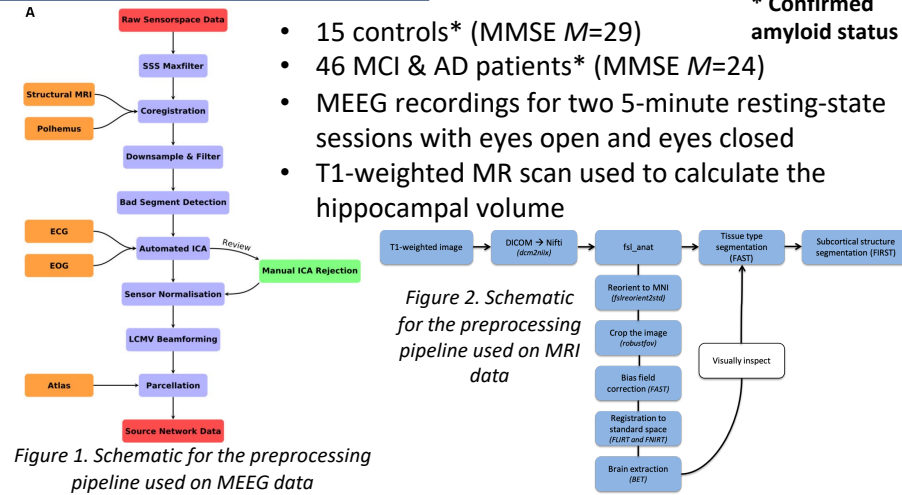 A
Raw Sensorspace Data
SSS Maxfilter
Structural MRI
Coregistration
Polhemus
Downsample & Filter
Bad Segment Detection
ECG
Automated ICA
Review
EOG
Manual ICA Rejection
Sensor Normalisation
LCMV Beamforming
Atlas
Parcellation
Source Network Data
Figure 1. Schematic for the preprocessing
pipeline used on MEEG data
* Confirmed
amyloid status
• 15 controls* (MMSE M=29)
• 46 MCI & AD patients* (MMSE M=24)
• MEEG recordings for two 5-minute resting-state
sessions with eyes open and eyes closed
• T1-weighted MR scan used to calculate the
hippocampal volume
T1-weighted image
DICOM → Nifti
(dcm2niix)
fsl_anat
Tissue type
segmentation
(FAST)
Subcortical structure
segmentation (FIRST)
Reorient to MNI
(fslreorient2std)
Crop the image
(robustfov)
Bias field
correction (FAST)
Registration to
standard space
(FLIRT and FNIRT)
Brain extraction
(BET)
Visually inspect
Figure 2. Schematic
for the preprocessing
pipeline used on MRI
data